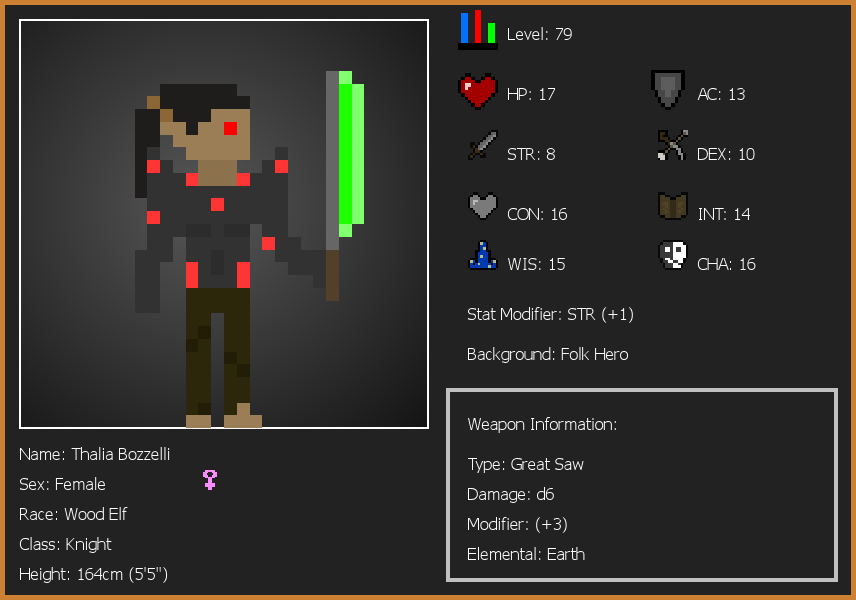 Level: 79
HP: 17
AC: 13
STR: 8
DEX: 10
CON: 16
INT: 14
WIS: 15
CHA: 16
Stat Modifier: STR (+1)
Background: Folk Hero
Weapon Information:
Type: Great Saw
Damage: d6
Modifier: (+3)
Elemental: Earth
Name: Thalia Bozzelli
Sex: Female
Race: Wood Elf
Class: Knight
Height: 164cm (5'5")